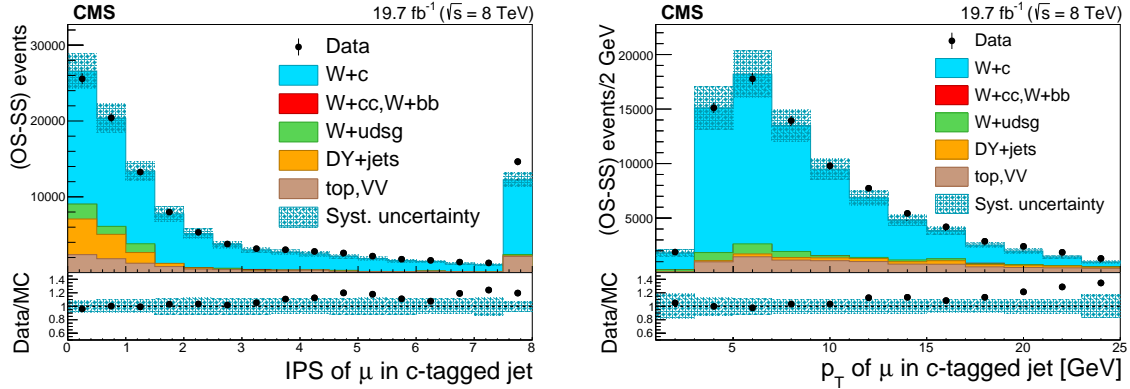 CMS
19.7 fb⁻¹ (√s = 8 TeV)
(OS-SS) events
30000
20000
10000
Data
W+c
W+cc,W+bb
W+udsg
DY+jets
top,VV
Syst. uncertainty
Data/MC
1.4
1.2
1
0.8
0.6
0 1 2 3 4 5 6 7 8
IPS of μ in c-tagged jet
CMS
19.7 fb⁻¹ (√s = 8 TeV)
(OS-SS) events/2 GeV
20000
15000
10000
5000
Data
W+c
W+cc,W+bb
W+udsg
DY+jets
top,VV
Syst. uncertainty
Data/MC
1.4
1.2
1
0.8
0.6
5 10 15 20 25
p_T of μ in c-tagged jet [GeV]